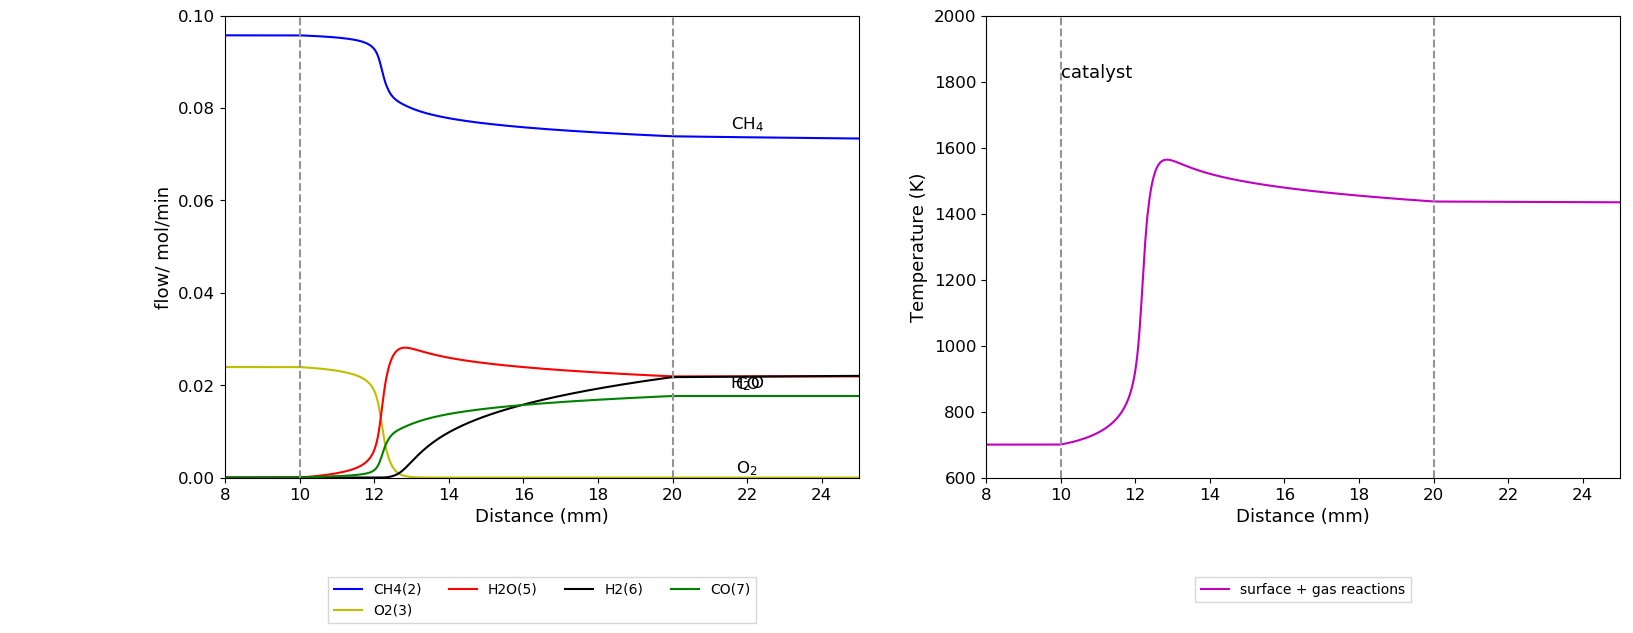 0.10
0.08
0.06
0.04
0.02
0.00
flow/ mol/min
CH₄
O₂
8 10 12 14 16 18 20 22 24
Distance (mm)
CH4(2) H2O(5) H2(6) CO(7)
O2(3)
2000
1800
1600
1400
1200
1000
800
600
Temperature (K)
catalyst
8 10 12 14 16 18 20 22 24
Distance (mm)
surface + gas reactions